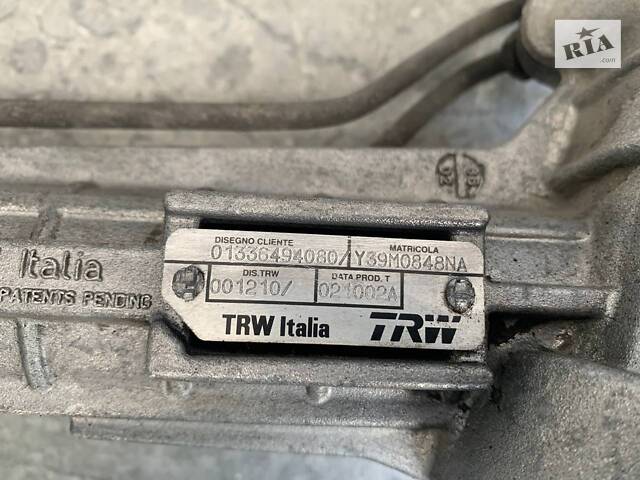 RIA
.com
DISEGNO CLIENTE
MATRICOLA
01336494080/
Y39M0848NA
DIS.TRW
DATA PROD. T
001210/
021002A
TRW Italia
TRW
Italia
PATENTS PENDING
02